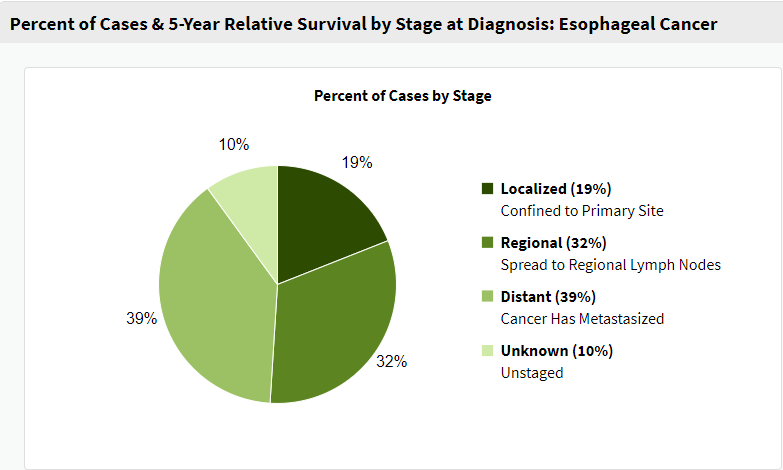 Percent of Cases & 5-Year Relative Survival by Stage at Diagnosis: Esophageal Cancer
Percent of Cases by Stage
10%
19%
39%
32%
Localized (19%)
Confined to Primary Site
Regional (32%)
Spread to Regional Lymph Nodes
Distant (39%)
Cancer Has Metastasized
Unknown (10%)
Unstaged